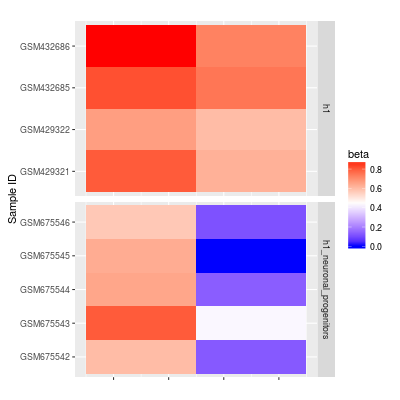 GSM432686
GSM432685
GSM429322
GSM429321
h1
GSM675546
GSM675545
GSM675544
GSM675543
GSM675542
h1_neuronal_progenitors
Sample ID
beta
0.8
0.6
0.4
0.2
0.0